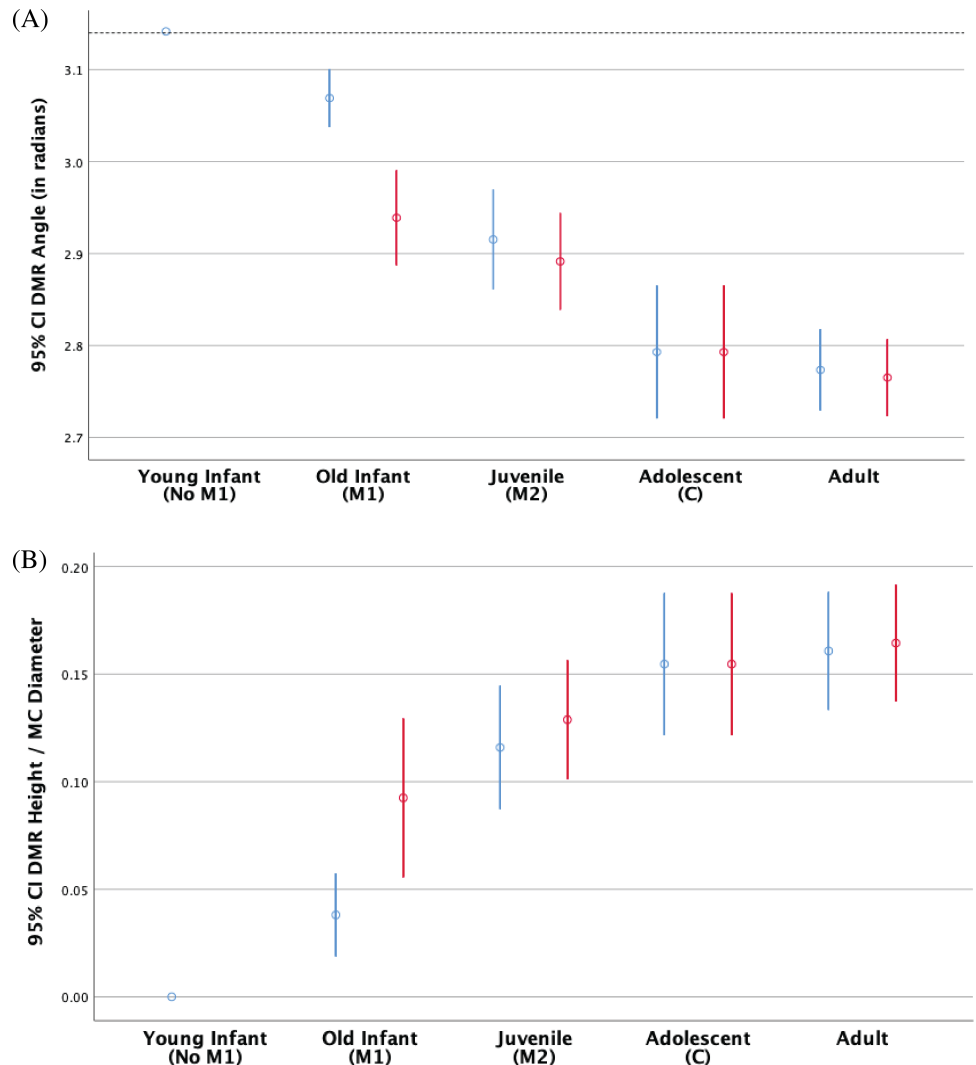 (A)
95% CI DMR Angle (in radians)
3.1
3.0
2.9
2.8
2.7
Young Infant
(No M1)
Old Infant
(M1)
Juvenile
(M2)
Adolescent
(C)
Adult
(B)
95% CI DMR Height / MC Diameter
0.20
0.15
0.10
0.05
0.00
Young Infant
(No M1)
Old Infant
(M1)
Juvenile
(M2)
Adolescent
(C)
Adult